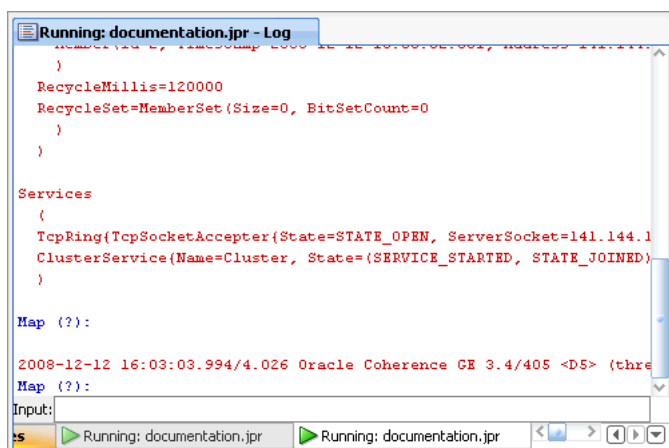 Running: documentation.jpr - Log
)
RecycleMillis=120000
RecycleSet=MemberSet(Size=0, BitSetCount=0
)
)
Services
(
TcpRing{TcpSocketAccepter{State=STATE_OPEN, ServerSocket=141.144.1
ClusterService{Name=Cluster, State=(SERVICE_STARTED, STATE_JOINED)
)
Map (?):
2008-12-12 16:03:03.994/4.026 Oracle Coherence GE 3.4/405 <D5> (thre
Map (?):
Input:
es Running: documentation.jpr Running: documentation.jpr